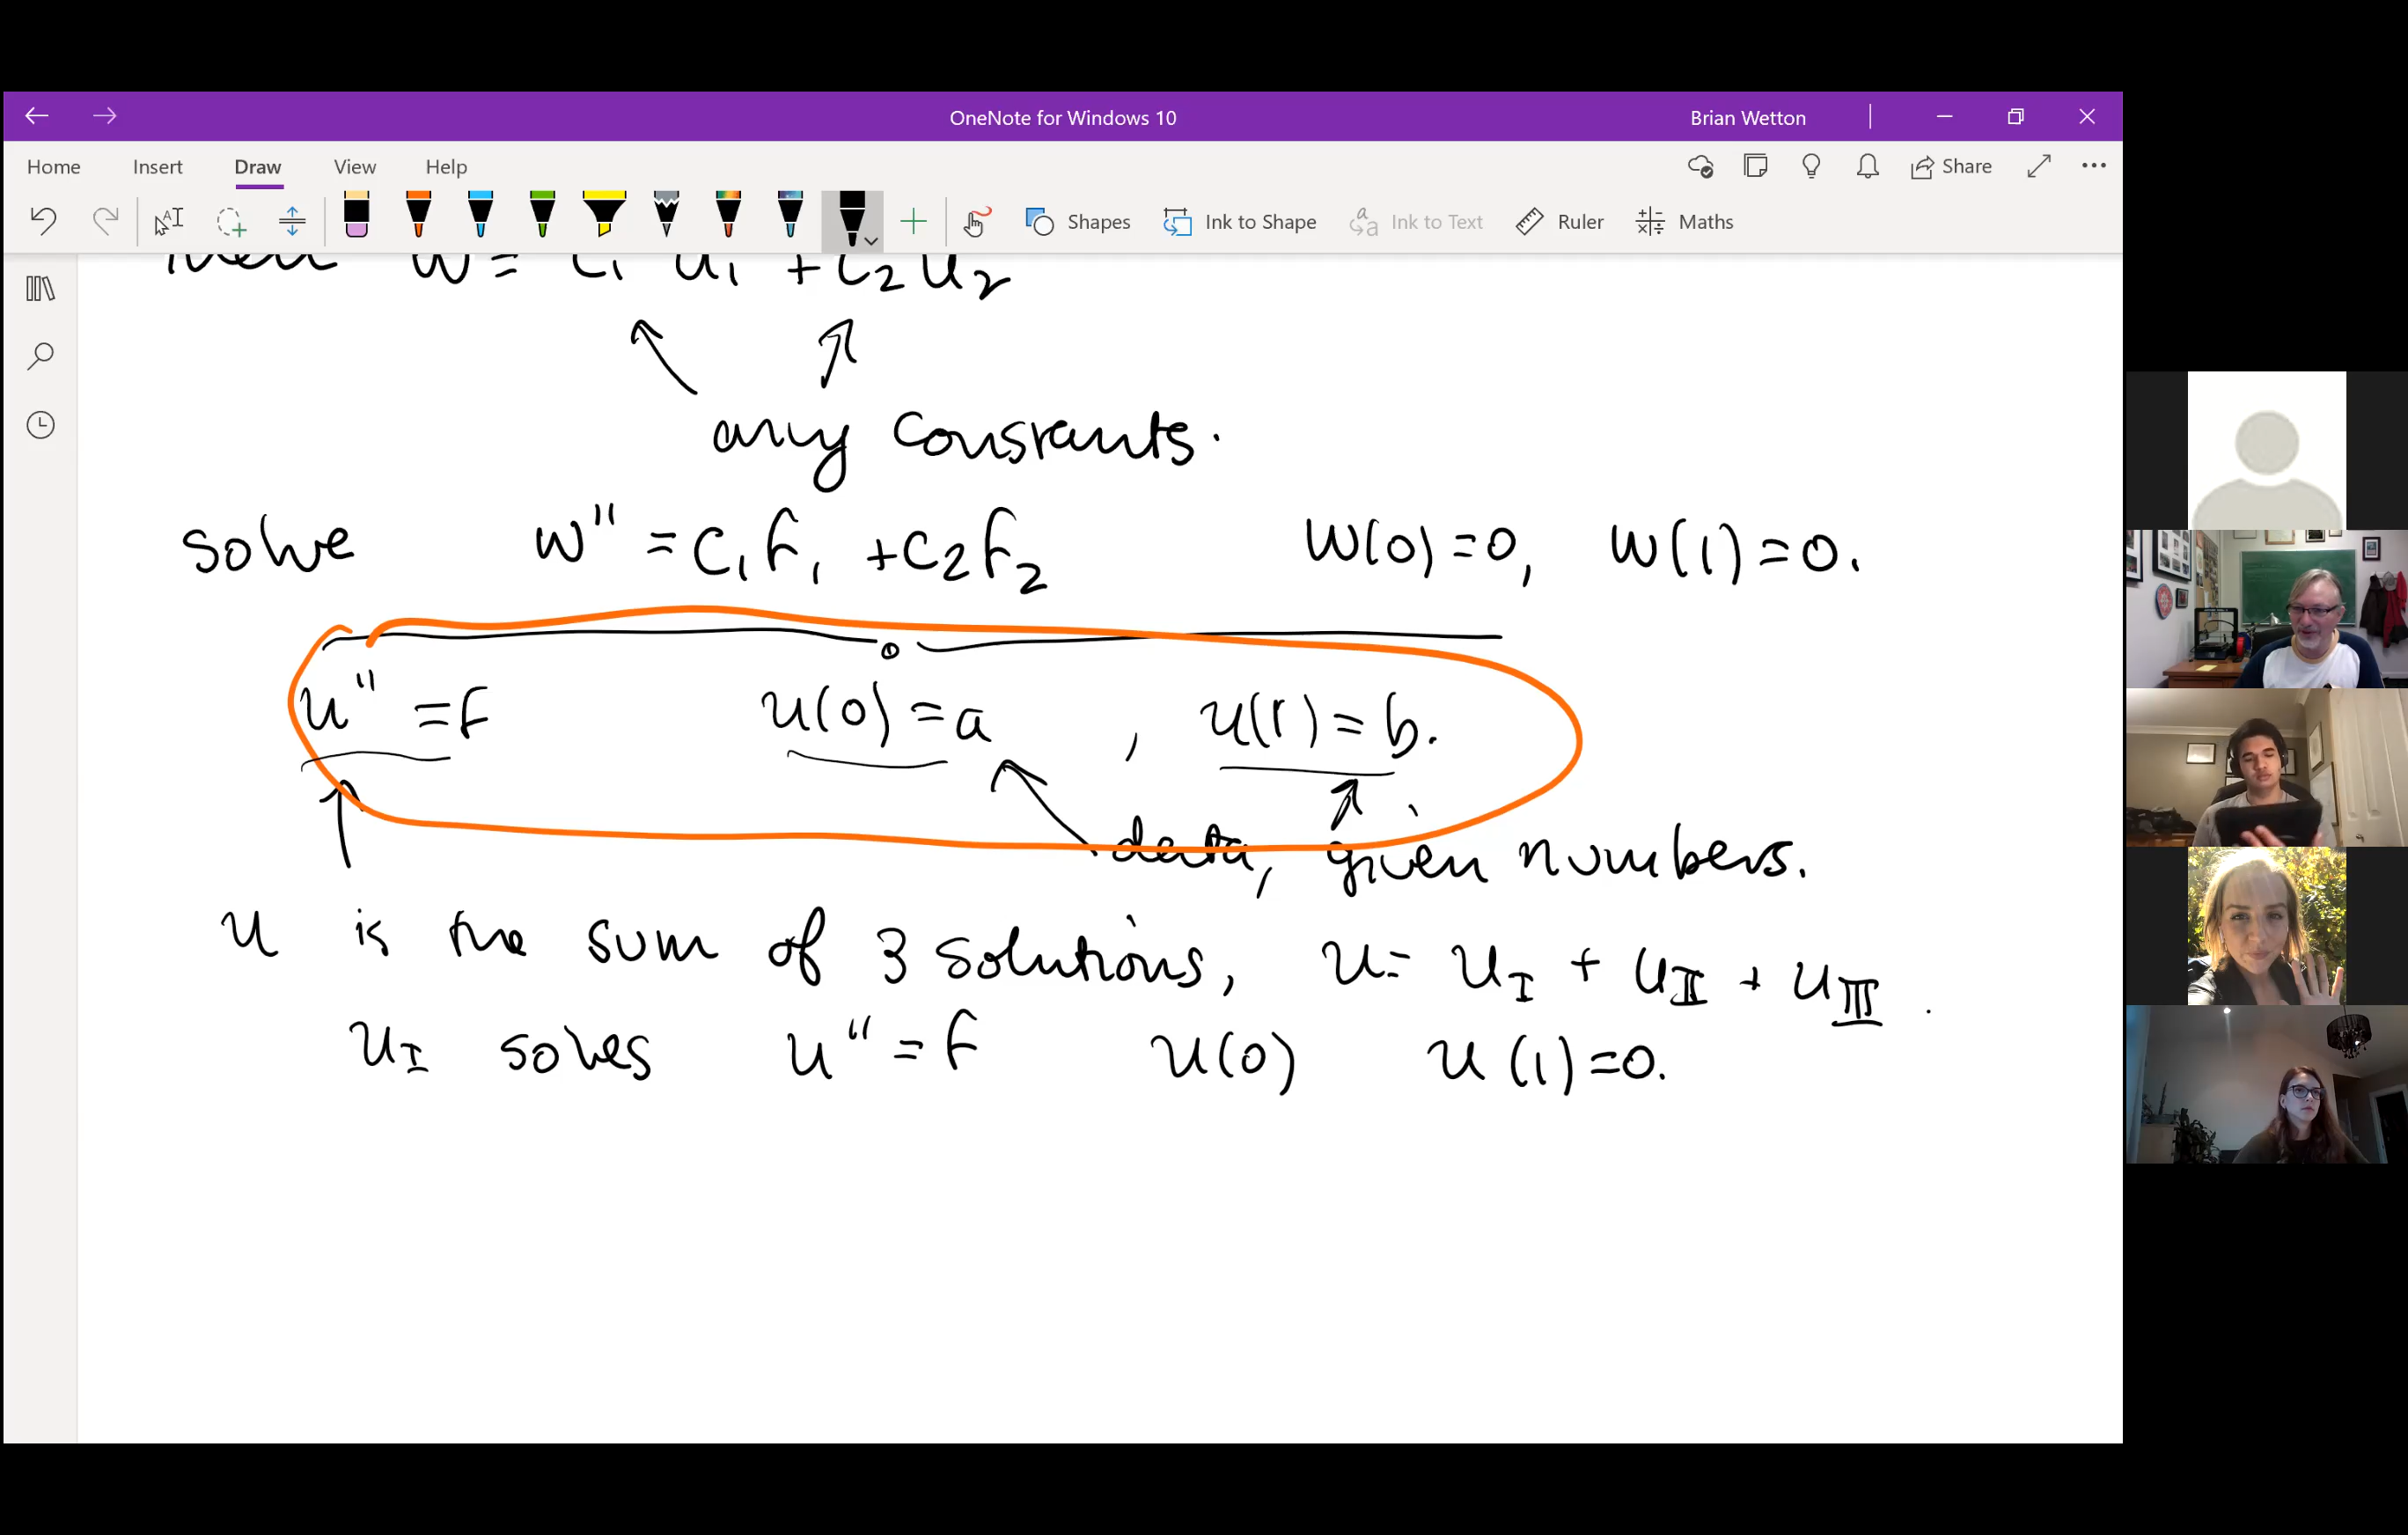 OneNote for Windows 10 Brian Wetton
Home Insert Draw View Help Share
Shapes Ink to Shape Ink to Text Ruler Maths
then w = c₁ u₁ + c₂ u₂
any constants.
solve w'' = c₁f₁ + c₂f₂ w(0) = 0, w(1) = 0.
u'' = f u(0) = a , u(1) = b.
data, given numbers.
u is the sum of 3 solutions, u = u_I + u_II + u_III .
u_I solves u'' = f u(0) u(1) = 0.